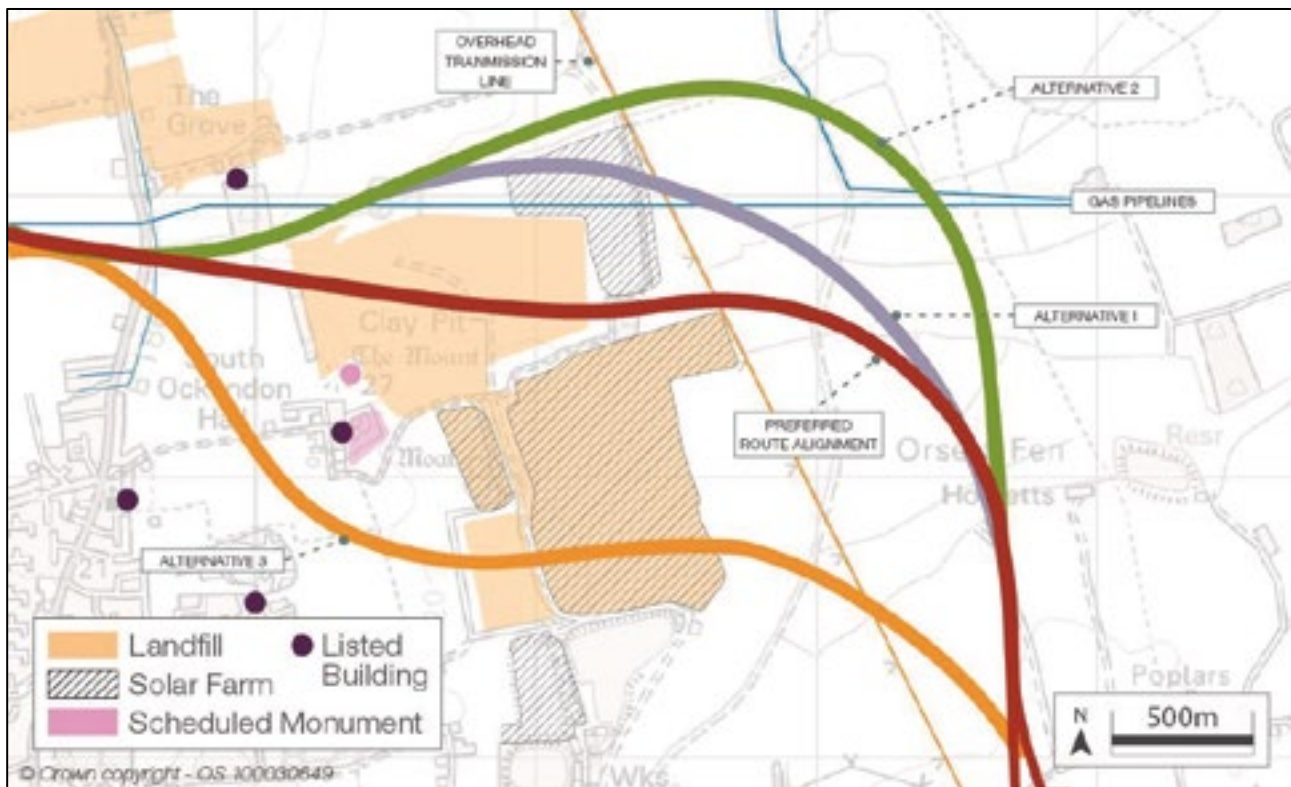 OVERHEAD
TRANMISSION
LINE
ALTERNATIVE 2
The
Grove
GAS PIPELINES
ALTERNATIVE 1
Clay Pit
The Mount
27
South
Ockendon
Hall
PREFERRED
ROUTE ALIGNMENT
Moat
Orsett Fen
Resr
ALTERNATIVE 3
21
Landfill
Listed
Building
Solar Farm
Scheduled Monument
Poplars
N
500m
Wks
© Crown copyright - OS 100030649